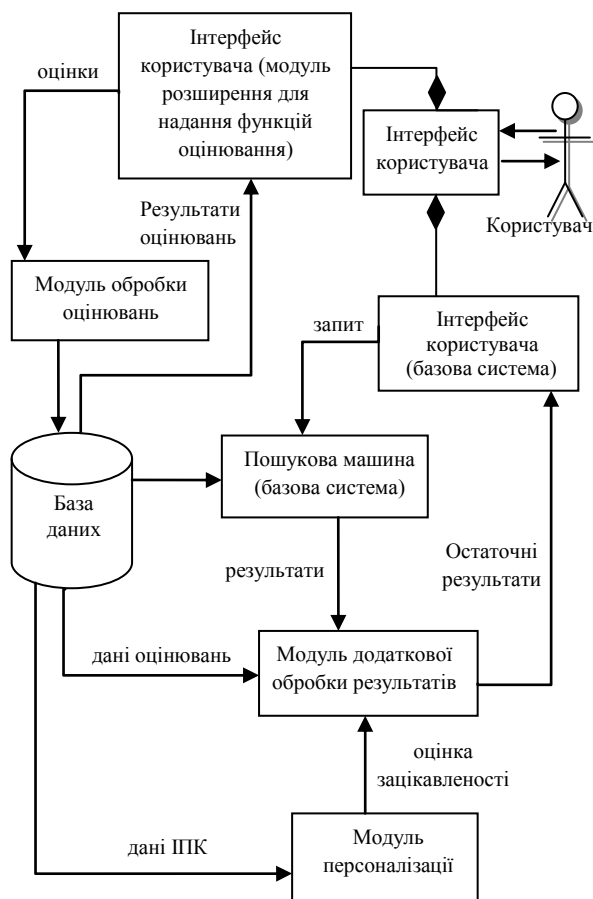 оцінки
Інтерфейс
користувача (модуль
розширення для
надання функцій
оцінювання)
Інтерфейс
користувача
Користувач
Результати
оцінювань
Модуль обробки
оцінювань
запит
Інтерфейс
користувача
(базова система)
База
даних
Пошукова машина
(базова система)
результати
Остаточні
результати
дані оцінювань
Модуль додаткової
обробки результатів
оцінка
зацікавленості
дані ІПК
Модуль
персоналізації